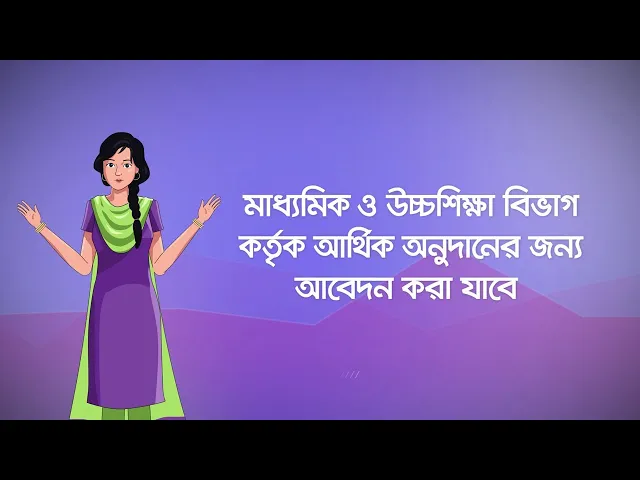 মাধ্যমিক ও উচ্চশিক্ষা বিভাগ
কর্তৃক আর্থিক অনুদানের জন্য
আবেদন করা যাবে